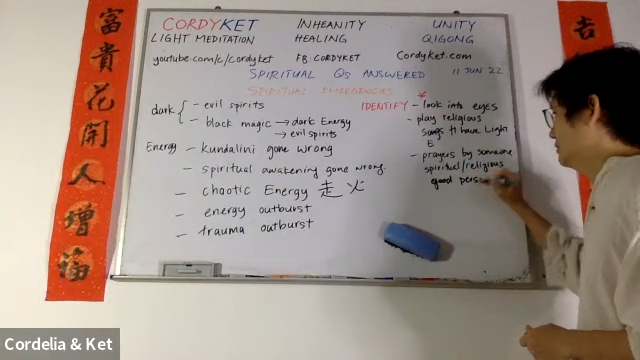 富貴花開人增福
吉
CORDYKET INHEANITY UNITY
LIGHT MEDITATION HEALING QIGONG
youtube.com/c/cordyket FB:CORDYKET Cordyket.com
SPIRITUAL Qs ANSWERED 11 JUN 22
SPIRITUAL EMERGENCIES
dark { - evil spirits
- black magic → dark Energy
→ evil spirits
Energy - kundalini gone wrong
- spiritual awakening gone wrong.
- chaotic Energy 走火
- energy outburst
- trauma outburst
IDENTIFY - look into eyes
- play religious
songs tt have Light
E
- prayers by someone
spiritual/religious
good pers
Cordelia & Ket